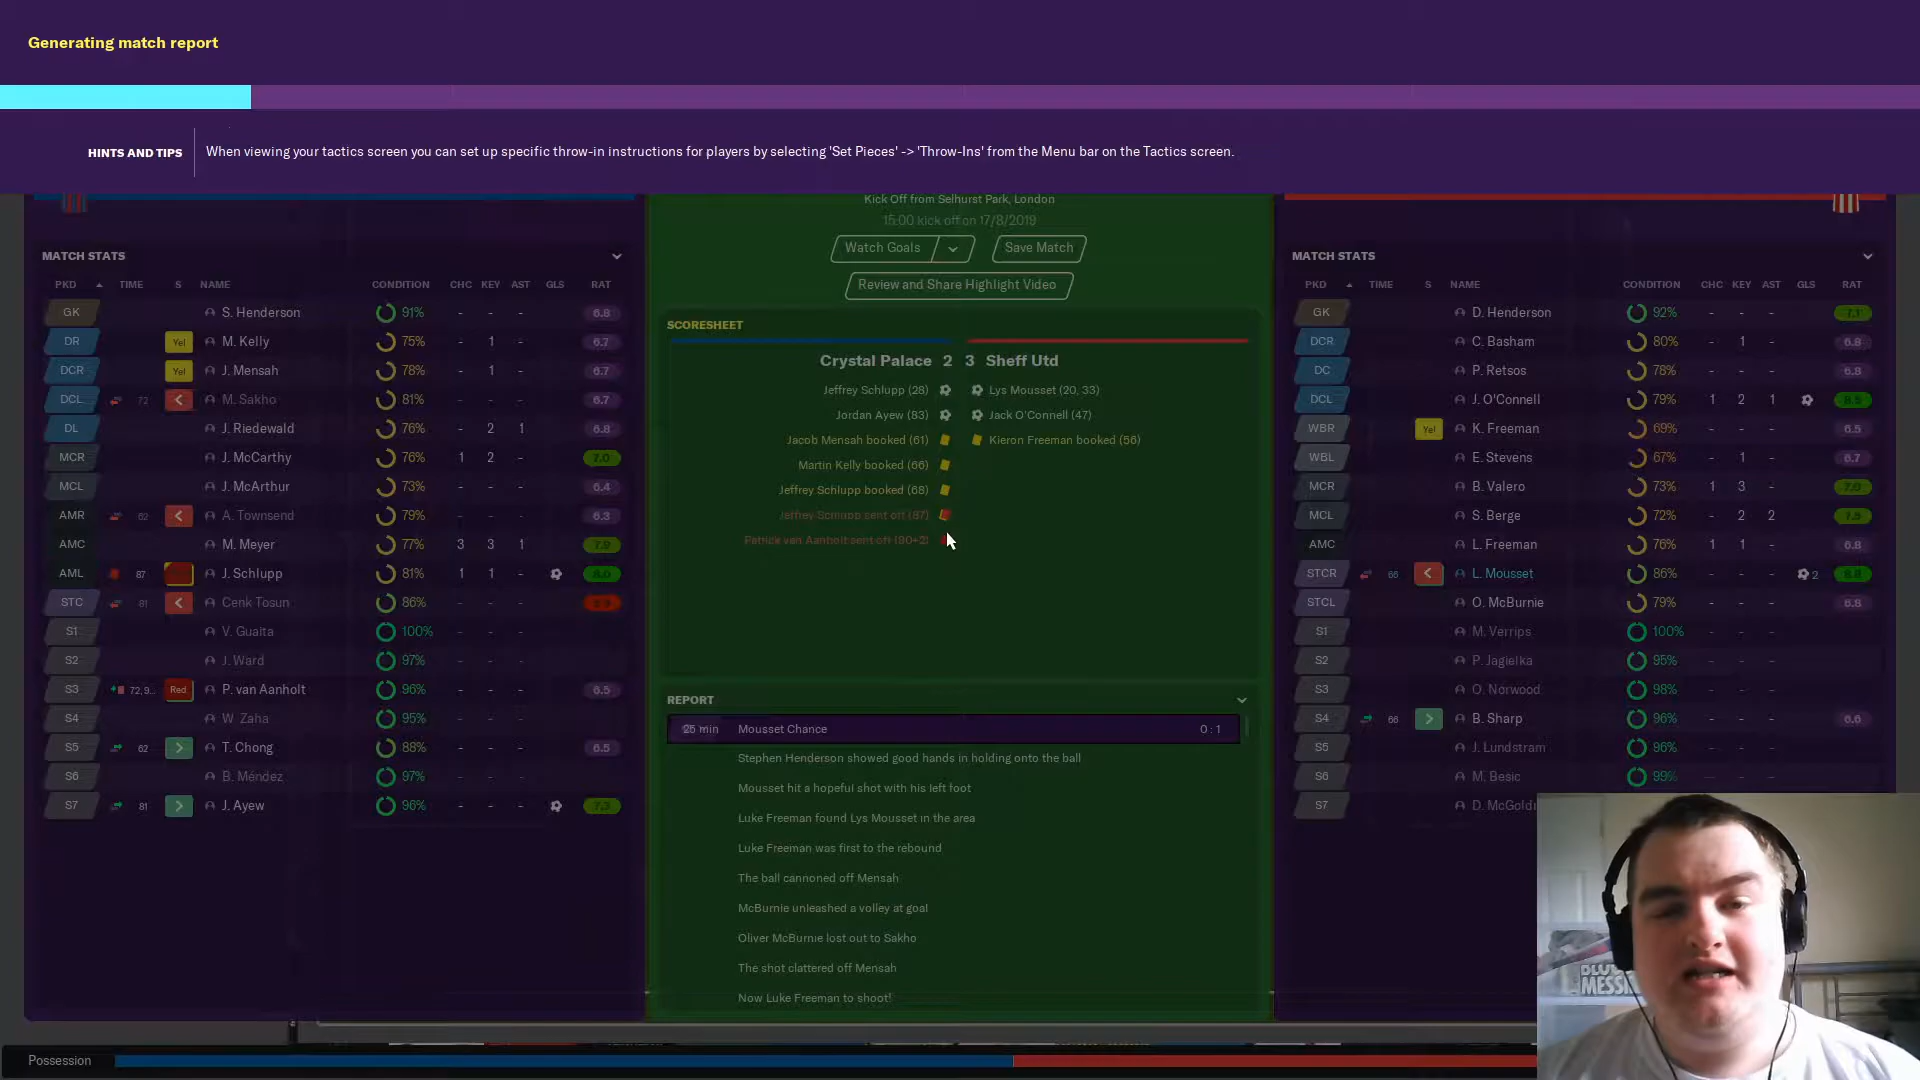 Generating match report
HINTS AND TIPS When viewing your tactics screen you can set up specific throw-in instructions for players by selecting 'Set Pieces' -> 'Throw-Ins' from the Menu bar on the Tactics screen.
Kick Off from Selhurst Park, London
15:00 kick off on 17/8/2019
Watch Goals Save Match
Review and Share Highlight Video
MATCH STATS
PKD TIME S NAME CONDITION CHC KEY AST GLS RAT
GK S. Henderson 91% - - - 6.8
DR Yel M. Kelly 75% - 1 - 6.7
DCR Yel J. Mensah 78% - 1 - 6.7
DCL 72 M. Sakho 81% - - - 6.7
DL J. Riedewald 76% - 2 1 6.8
MCR J. McCarthy 76% 1 2 - 7.0
MCL J. McArthur 73% - - - 6.4
AMR 62 A. Townsend 79% - - - 6.3
AMC M. Meyer 77% 3 3 1 7.9
AML 87 J. Schlupp 81% 1 1 - 8.0
STC 81 Cenk Tosun 86% - - -
S1 V. Guaita 100% - - -
S2 J. Ward 97% - - -
S3 72, 9... Red P. van Aanholt 96% - - - 6.5
S4 W. Zaha 95% - - -
S5 62 T. Chong 88% - - - 6.5
S6 B. Méndez 97% - - -
S7 81 J. Ayew 96% - - - 7.3
SCORESHEET
Crystal Palace 2 3 Sheff Utd
Jeffrey Schlupp (28) Lys Mousset (20, 33)
Jordan Ayew (83) Jack O'Connell (47)
Jacob Mensah booked (61) Kieron Freeman booked (56)
Martin Kelly booked (66)
Jeffrey Schlupp booked (68)
Jeffrey Schlupp sent off (87)
Patrick van Aanholt sent off (90+2)
REPORT
25 min Mousset Chance 0 : 1
Stephen Henderson showed good hands in holding onto the ball
Mousset hit a hopeful shot with his left foot
Luke Freeman found Lys Mousset in the area
Luke Freeman was first to the rebound
The ball cannoned off Mensah
McBurnie unleashed a volley at goal
Oliver McBurnie lost out to Sakho
The shot clattered off Mensah
Now Luke Freeman to shoot!
MATCH STATS
PKD TIME S NAME CONDITION CHC KEY AST GLS RAT
GK D. Henderson 92% - - - 7.1
DCR C. Basham 80% - 1 - 6.8
DC P. Retsos 78% - - - 6.8
DCL J. O'Connell 79% 1 2 1 8.5
WBR Yel K. Freeman 69% - - - 6.5
WBL E. Stevens 67% - 1 - 6.7
MCR B. Valero 73% 1 3 - 7.0
MCL S. Berge 72% - 2 2 7.5
AMC L. Freeman 76% 1 1 - 6.8
STCR 66 L. Mousset 86% - - - 2 8.8
STCL O. McBurnie 79% - - - 6.8
S1 M. Verrips 100% - - -
S2 P. Jagielka 95% - - -
S3 O. Norwood 98% - - -
S4 66 B. Sharp 96% - - - 6.6
S5 J. Lundstram 96% - - -
S6 M. Besic 99% - - -
S7
Possession